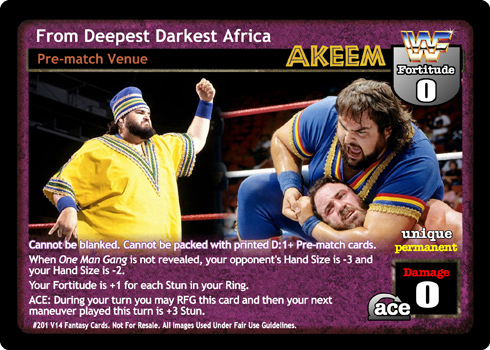 From Deepest Darkest Africa
Pre-match Venue
AKEEM
WF
Fortitude
0
Cannot be blanked. Cannot be packed with printed D:1+ Pre-match cards.
When One Man Gang is not revealed, your opponent's Hand Size is -3 and
your Hand Size is -2.
Your Fortitude is +1 for each Stun in your Ring.
ACE: During your turn you may RFG this card and then your next
maneuver played this turn is +3 Stun.
#201 V14 Fantasy Cards. Not For Resale. All Images Used Under Fair Use Guidelines.
unique
permanent
Damage
0
ace